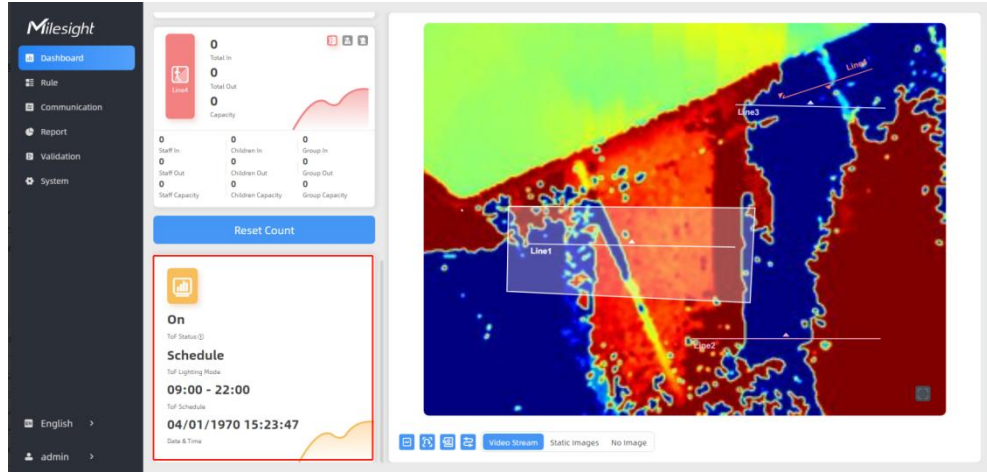 Milesight
Dashboard
Rule
Communication
Report
Validation
System
English
admin
Line4
0
Total In
0
Total Out
0
Capacity
0 0 0
Staff In Children In Group In
0 0 0
Staff Out Children Out Group Out
0 0 0
Staff Capacity Children Capacity Group Capacity
Reset Count
On
ToF Status
Schedule
ToF Lighting Mode
09:00 - 22:00
ToF Schedule
04/01/1970 15:23:47
Date & Time
Line4
Line3
Line1
Line2
Video Stream Static Images No Image